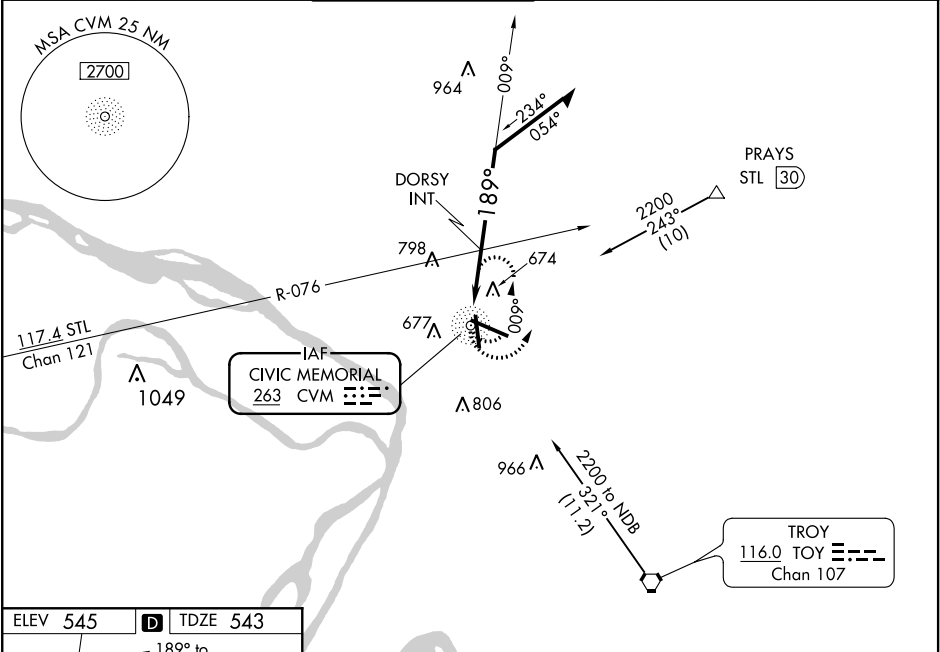 MSA CVM 25 NM
2700
964
009°
234°
054°
189°
DORSY
INT
PRAYS
STL 30
2200
243°
(10)
798
674
R-076
009°
677
117.4 STL
Chan 121
1049
IAF
CIVIC MEMORIAL
263 CVM
806
966
2200 to NDB
321°
(11.2)
TROY
116.0 TOY
Chan 107
ELEV 545
D
TDZE 543
189° to